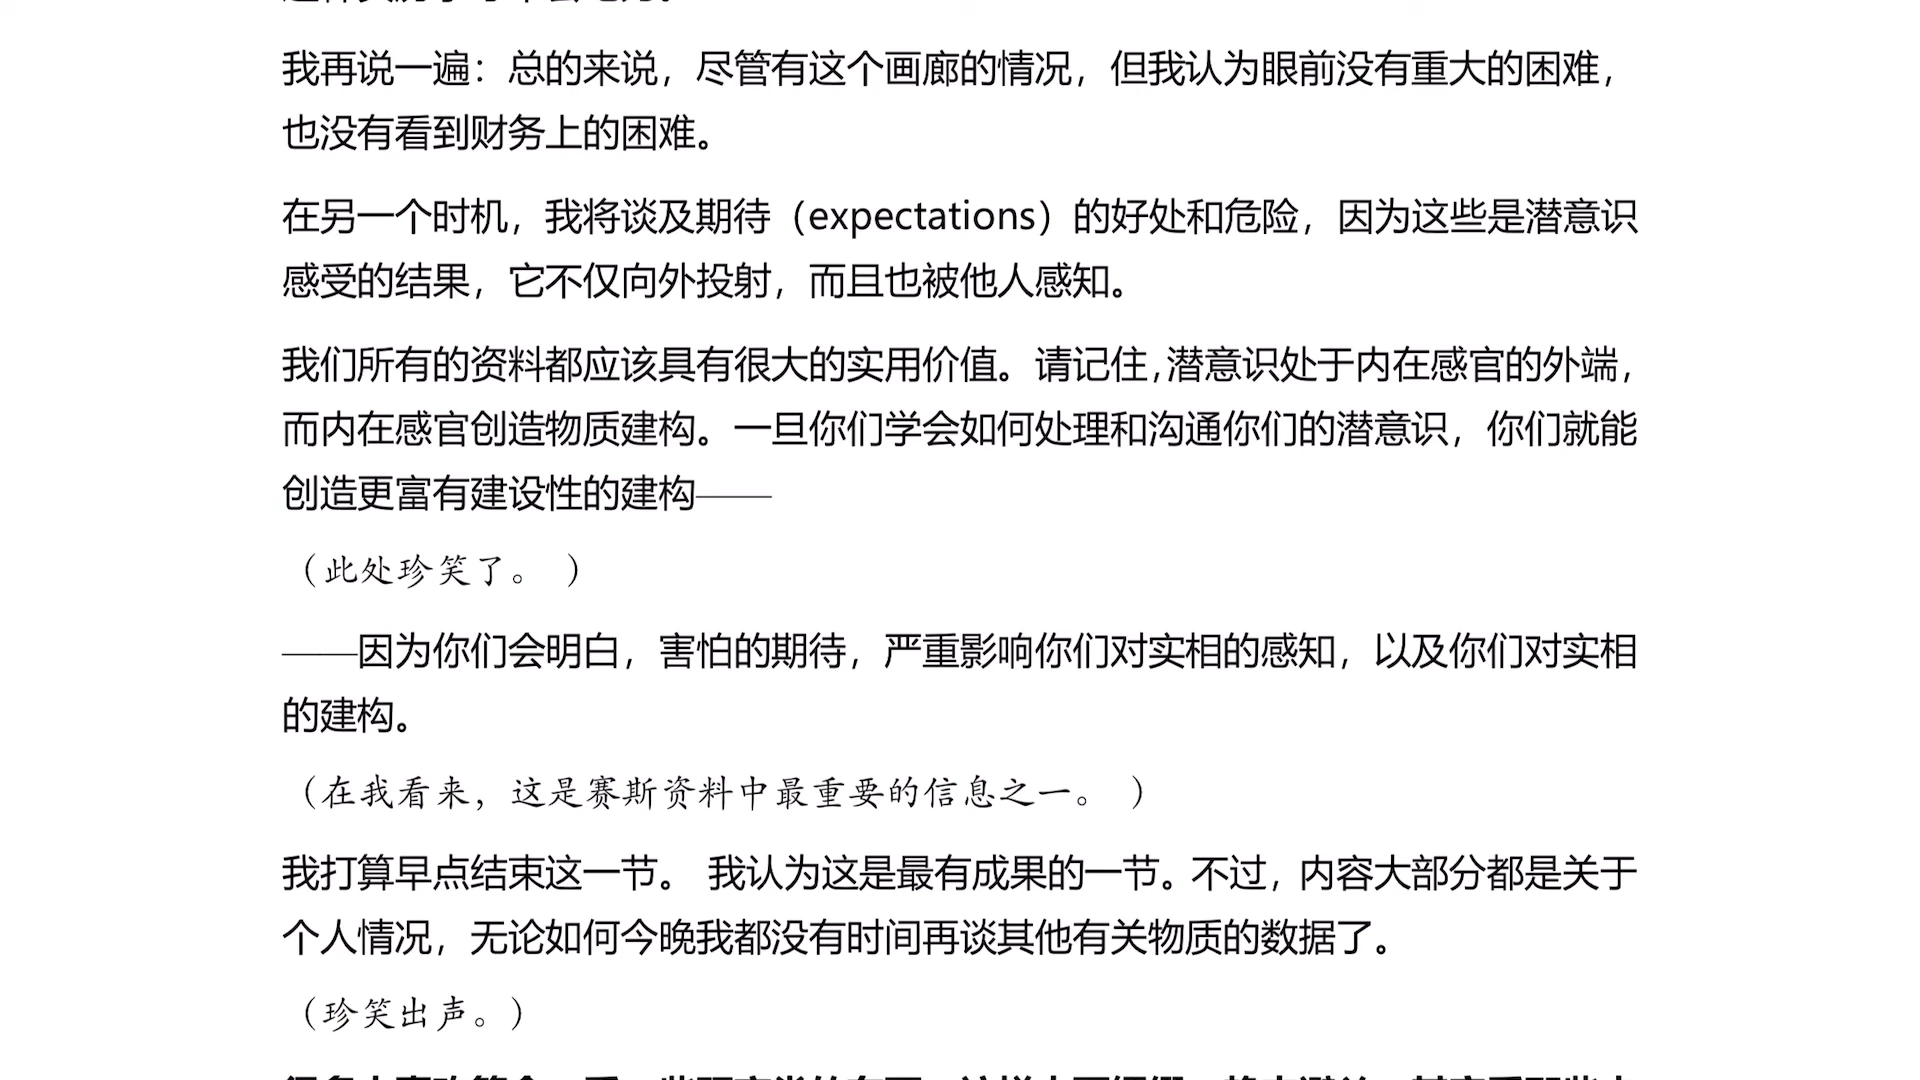 我再说一遍：总的来说，尽管有这个画廊的情况，但我认为眼前没有重大的困难，
也没有看到财务上的困难。
在另一个时机，我将谈及期待（expectations）的好处和危险，因为这些是潜意识
感受的结果，它不仅向外投射，而且也被他人感知。
我们所有的资料都应该具有很大的实用价值。请记住，潜意识处于内在感官的外端，
而内在感官创造物质建构。一旦你们学会如何处理和沟通你们的潜意识，你们就能
创造更富有建设性的建构——
（此处珍笑了。 ）
——因为你们会明白，害怕的期待，严重影响你们对实相的感知，以及你们对实相
的建构。
（在我看来，这是赛斯资料中最重要的信息之一。 ）
我打算早点结束这一节。 我认为这是最有成果的一节。不过，内容大部分都是关于
个人情况，无论如何今晚我都没有时间再谈其他有关物质的数据了。
（珍笑出声。）